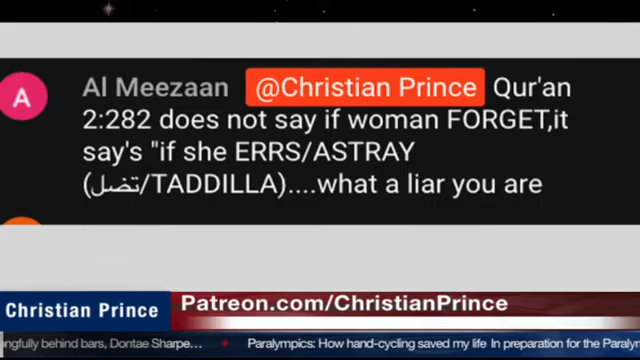 A
Al Meezaan @Christian Prince Qur'an
2:282 does not say if woman FORGET,it
say's "if she ERRS/ASTRAY
(تضل/TADDILLA)....what a liar you are
Christian Prince
Patreon.com/ChristianPrince
ongfully behind bars, Dontae Sharpe... Paralympics: How hand-cycling saved my life In preparation for the Paraly